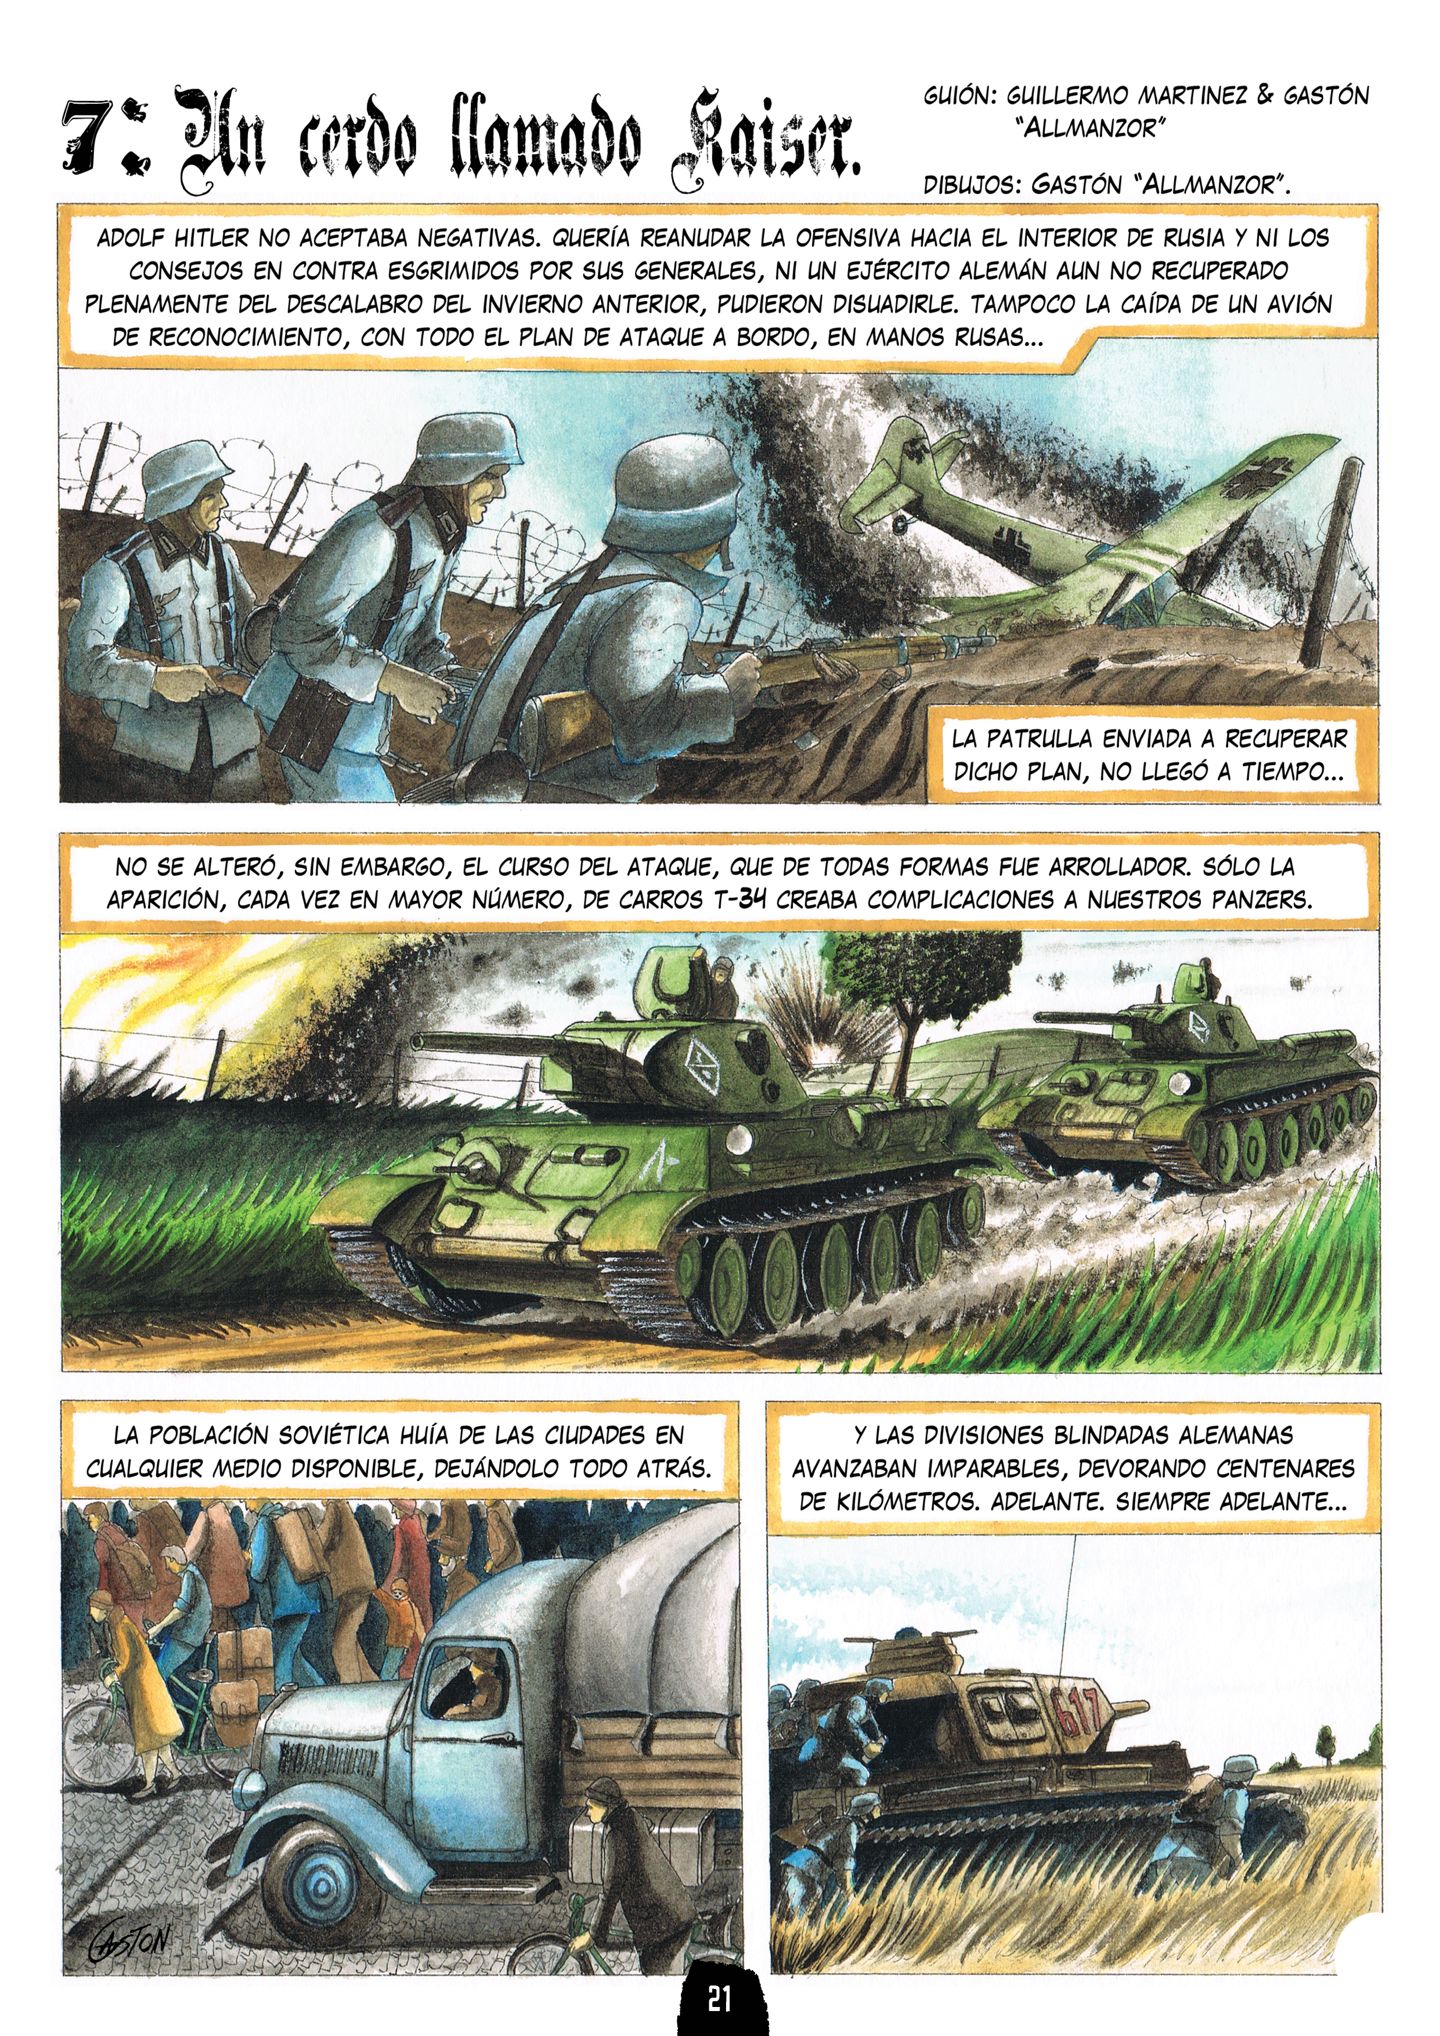 7: Un cerdo llamado Kaiser.
GUIÓN: GUILLERMO MARTINEZ & GASTÓN
"ALLMANZOR"
DIBUJOS: GASTÓN "ALLMANZOR".
ADOLF HITLER NO ACEPTABA NEGATIVAS. QUERÍA REANUDAR LA OFENSIVA HACIA EL INTERIOR DE RUSIA Y NI LOS
CONSEJOS EN CONTRA ESGRIMIDOS POR SUS GENERALES, NI UN EJÉRCITO ALEMÁN AUN NO RECUPERADO
PLENAMENTE DEL DESCALABRO DEL INVIERNO ANTERIOR, PUDIERON DISUADIRLE. TAMPOCO LA CAÍDA DE UN AVIÓN
DE RECONOCIMIENTO, CON TODO EL PLAN DE ATAQUE A BORDO, EN MANOS RUSAS...
LA PATRULLA ENVIADA A RECUPERAR
DICHO PLAN, NO LLEGÓ A TIEMPO...
NO SE ALTERÓ, SIN EMBARGO, EL CURSO DEL ATAQUE, QUE DE TODAS FORMAS FUE ARROLLADOR. SÓLO LA
APARICIÓN, CADA VEZ EN MAYOR NÚMERO, DE CARROS T-34 CREABA COMPLICACIONES A NUESTROS PANZERS.
LA POBLACIÓN SOVIÉTICA HUÍA DE LAS CIUDADES EN
CUALQUIER MEDIO DISPONIBLE, DEJÁNDOLO TODO ATRÁS.
Y LAS DIVISIONES BLINDADAS ALEMANAS
AVANZABAN IMPARABLES, DEVORANDO CENTENARES
DE KILÓMETROS. ADELANTE. SIEMPRE ADELANTE...
617
GASTON
21